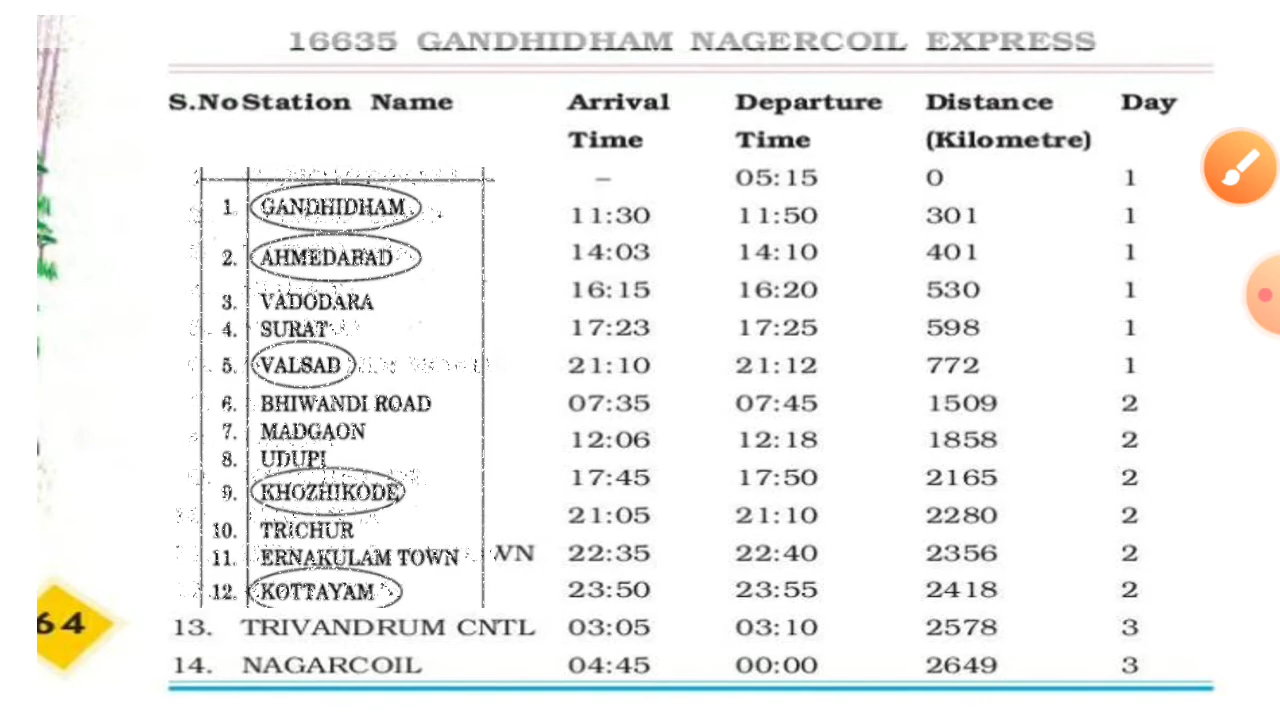 16635 GANDHIDHAM NAGERCOIL EXPRESS
S.No Station Name Arrival Time Departure Time Distance (Kilometre) Day
1. GANDHIDHAM – 05:15 0 1
2. AHMEDABAD 11:30 11:50 301 1
3. VADODARA 14:03 14:10 401 1
4. SURAT 16:15 16:20 530 1
5. VALSAD 17:23 17:25 598 1
6. BHIWANDI ROAD 21:10 21:12 772 1
7. MADGAON 07:35 07:45 1509 2
8. UDUPI 12:06 12:18 1858 2
9. KHOZHIKODE 17:45 17:50 2165 2
10. TRICHUR 21:05 21:10 2280 2
11. ERNAKULAM TOWN WN 22:35 22:40 2356 2
12. KOTTAYAM 23:50 23:55 2418 2
13. TRIVANDRUM CNTL 03:05 03:10 2578 3
64
14. NAGARCOIL 04:45 00:00 2649 3